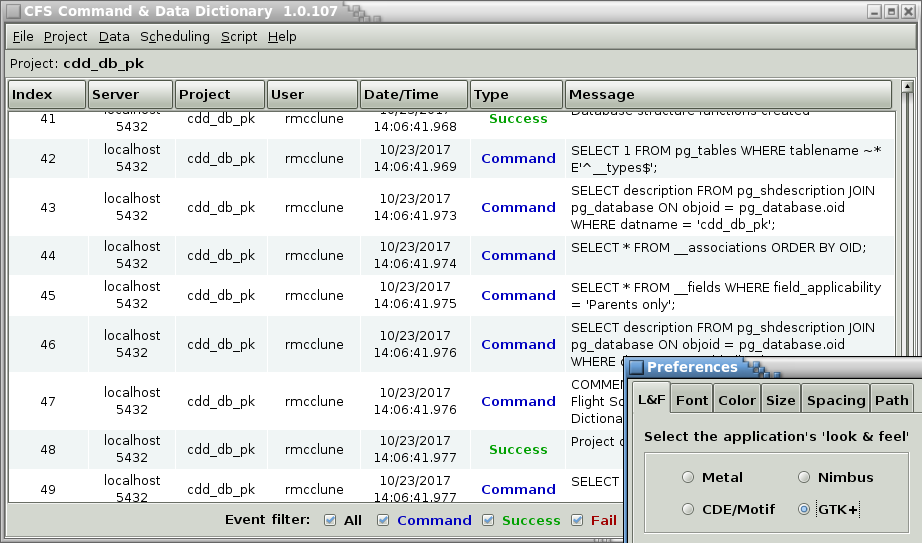 CFS Command & Data Dictionary 1.0.107
File Project Data Scheduling Script Help
Project: cdd_db_pk
Index Server Project User Date/Time Type Message
41 localhost 5432 cdd_db_pk rmcclune 10/23/2017 14:06:41.968 Success Database structure functions created
42 localhost 5432 cdd_db_pk rmcclune 10/23/2017 14:06:41.969 Command SELECT 1 FROM pg_tables WHERE tablename ~* E'^__types$';
43 localhost 5432 cdd_db_pk rmcclune 10/23/2017 14:06:41.973 Command SELECT description FROM pg_shdescription JOIN pg_database ON objoid = pg_database.oid WHERE datname = 'cdd_db_pk';
44 localhost 5432 cdd_db_pk rmcclune 10/23/2017 14:06:41.974 Command SELECT * FROM __associations ORDER BY OID;
45 localhost 5432 cdd_db_pk rmcclune 10/23/2017 14:06:41.975 Command SELECT * FROM __fields WHERE field_applicability = 'Parents only';
46 localhost 5432 cdd_db_pk rmcclune 10/23/2017 14:06:41.976 Command SELECT description FROM pg_shdescription JOIN pg_database ON objoid = pg_database.oid WHERE
47 localhost 5432 cdd_db_pk rmcclune 10/23/2017 14:06:41.976 Command COMMEN Flight So Dictiona
48 localhost 5432 cdd_db_pk rmcclune 10/23/2017 14:06:41.977 Success Project
49 localhost 5432 cdd_db_pk rmcclune 10/23/2017 14:06:41.977 Command SELECT
Event filter: All Command Success Fail
Preferences
L&F Font Color Size Spacing Path
Select the application's 'look & feel'
Metal Nimbus
CDE/Motif GTK+